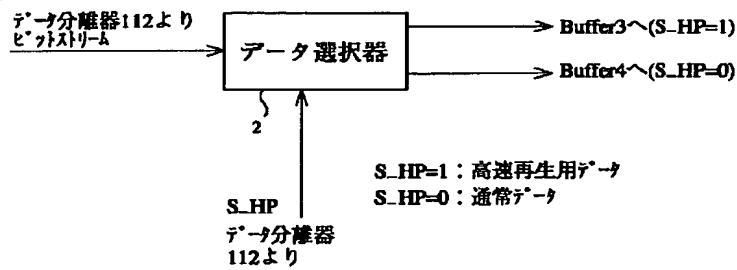 ﾃﾞｰﾀ分離器112より
ﾋﾞｯﾄｽﾄﾘｰﾑ
データ選択器
Buffer3へ(S_HP=1)
Buffer4へ(S_HP=0)
2
S_HP=1：高速再生用ﾃﾞｰﾀ
S_HP=0：通常ﾃﾞｰﾀ
S_HP
ﾃﾞｰﾀ分離器
112より